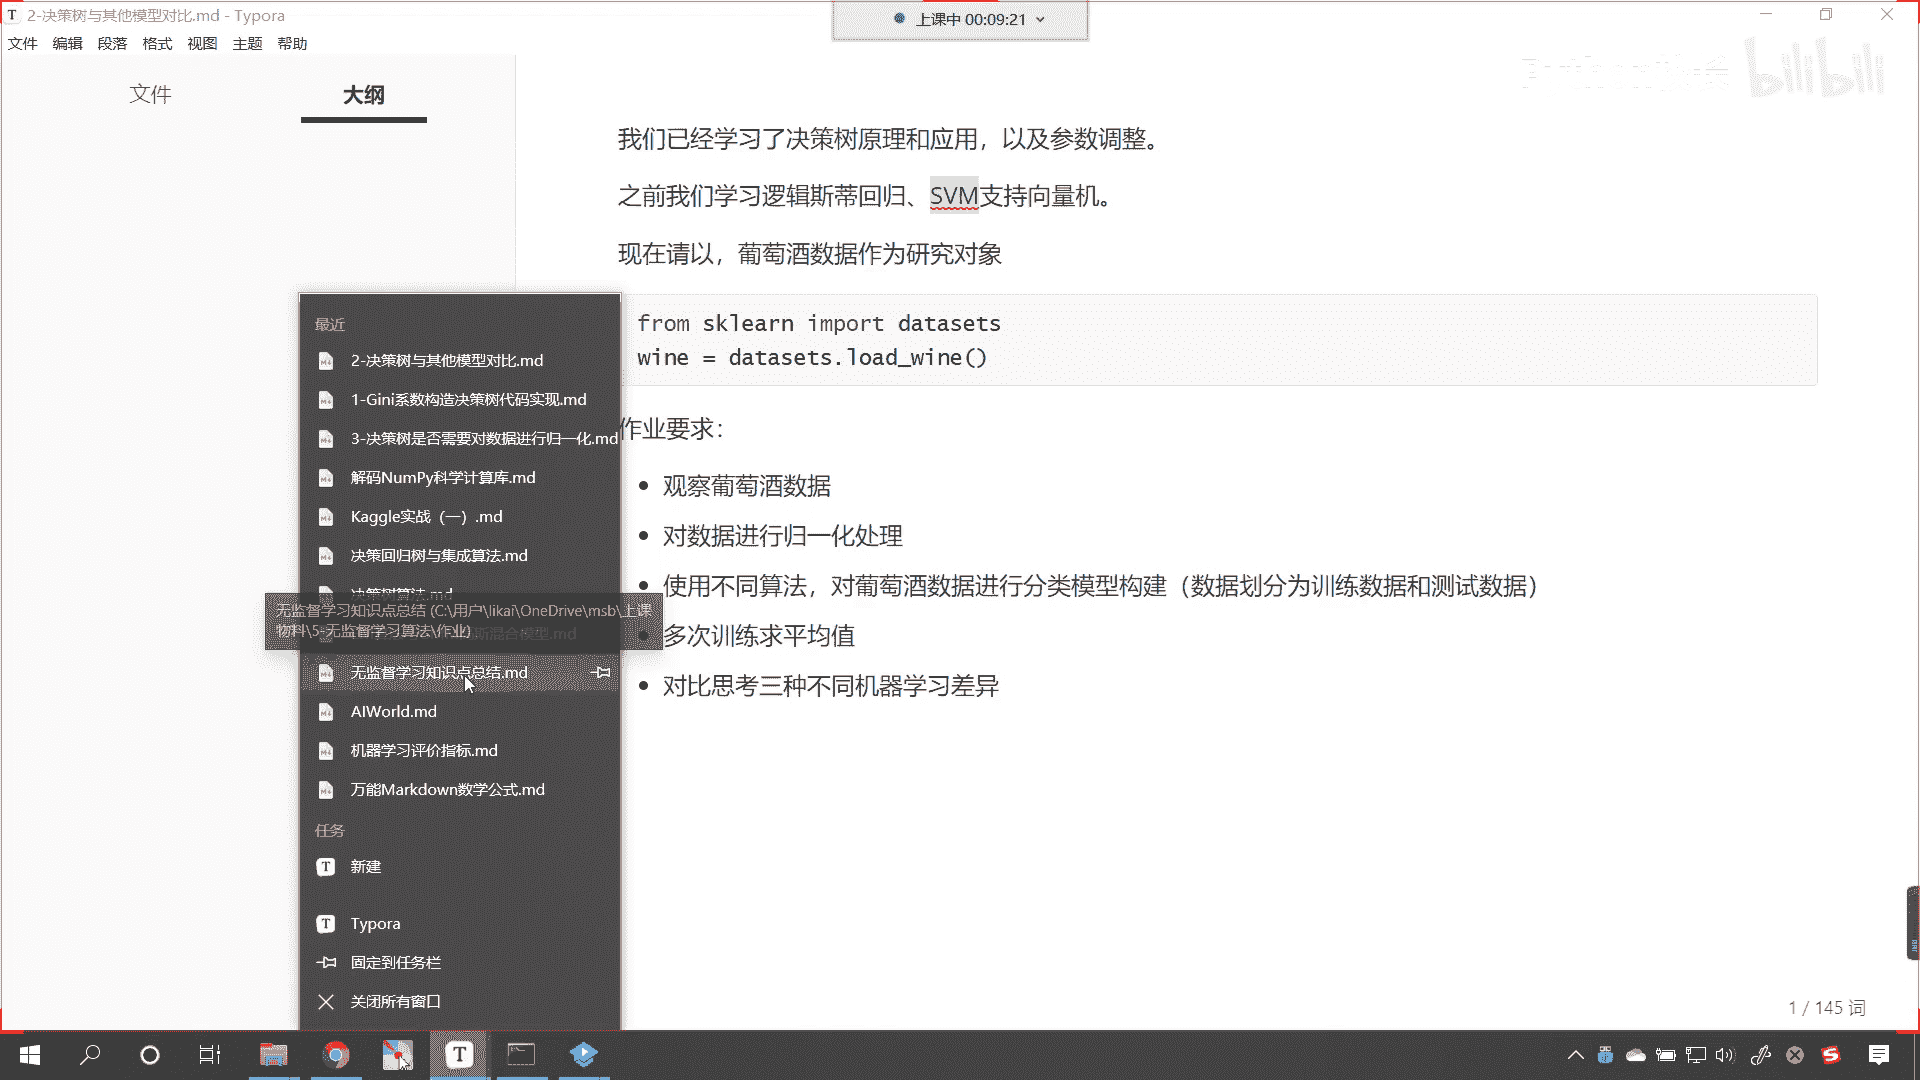 2-决策树与其他模型对比.md - Typora
上课中 00:09:21
文件 编辑 段落 格式 视图 主题 帮助
文件 大纲
bilibili
我们已经学习了决策树原理和应用，以及参数调整。
之前我们学习逻辑斯蒂回归、SVM支持向量机。
现在请以，葡萄酒数据作为研究对象
from sklearn import datasets
wine = datasets.load_wine()
作业要求：
观察葡萄酒数据
对数据进行归一化处理
使用不同算法，对葡萄酒数据进行分类模型构建（数据划分为训练数据和测试数据）
多次训练求平均值
对比思考三种不同机器学习差异
最近
2-决策树与其他模型对比.md
1-Gini系数构造决策树代码实现.md
3-决策树是否需要对数据进行归一化.md
解码NumPy科学计算库.md
Kaggle实战（一）.md
决策回归树与集成算法.md
决策树算法.md
无监督学习知识点总结 (C:\用户\likai\OneDrive\msb\上课
物料\5-无监督学习算法\作业)
斯混合模型.md
无监督学习知识点总结.md
AIWorld.md
机器学习评价指标.md
万能Markdown数学公式.md
任务
新建
Typora
固定到任务栏
关闭所有窗口
1 / 145 词